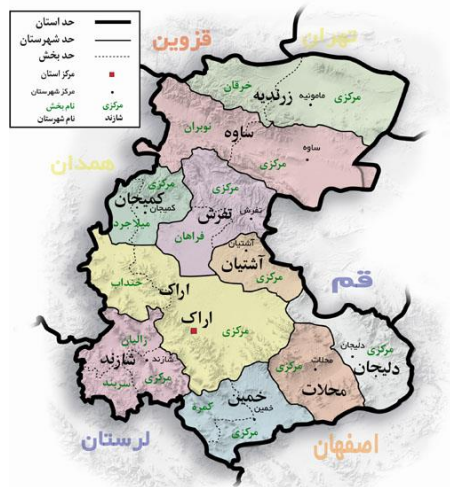 حد استان
حد شهرستان
حد بخش
مرکز استان
مرکز شهرستان
مرکزی نام بخش
شازند نام شهرستان
قزوین
تهران
همدان
قم
لرستان
اصفهان
خرقان
زرندیه
مامونیه
مرکزی
نوبران
ساوه
ساوه
مرکزی
مرکزی
کمیجان
کمیجان
میلاجرد
مرکزی
تفرش
تفرش
فراهان
آشتیان
آشتیان
مرکزی
خنداب
اراک
اراک
مرکزی
زالیان
شازند
شازند
سربند
مرکزی
خمین
کمره
خمین
مرکزی
محلات
مرکزی
محلات
دلیجان
مرکزی
دلیجان